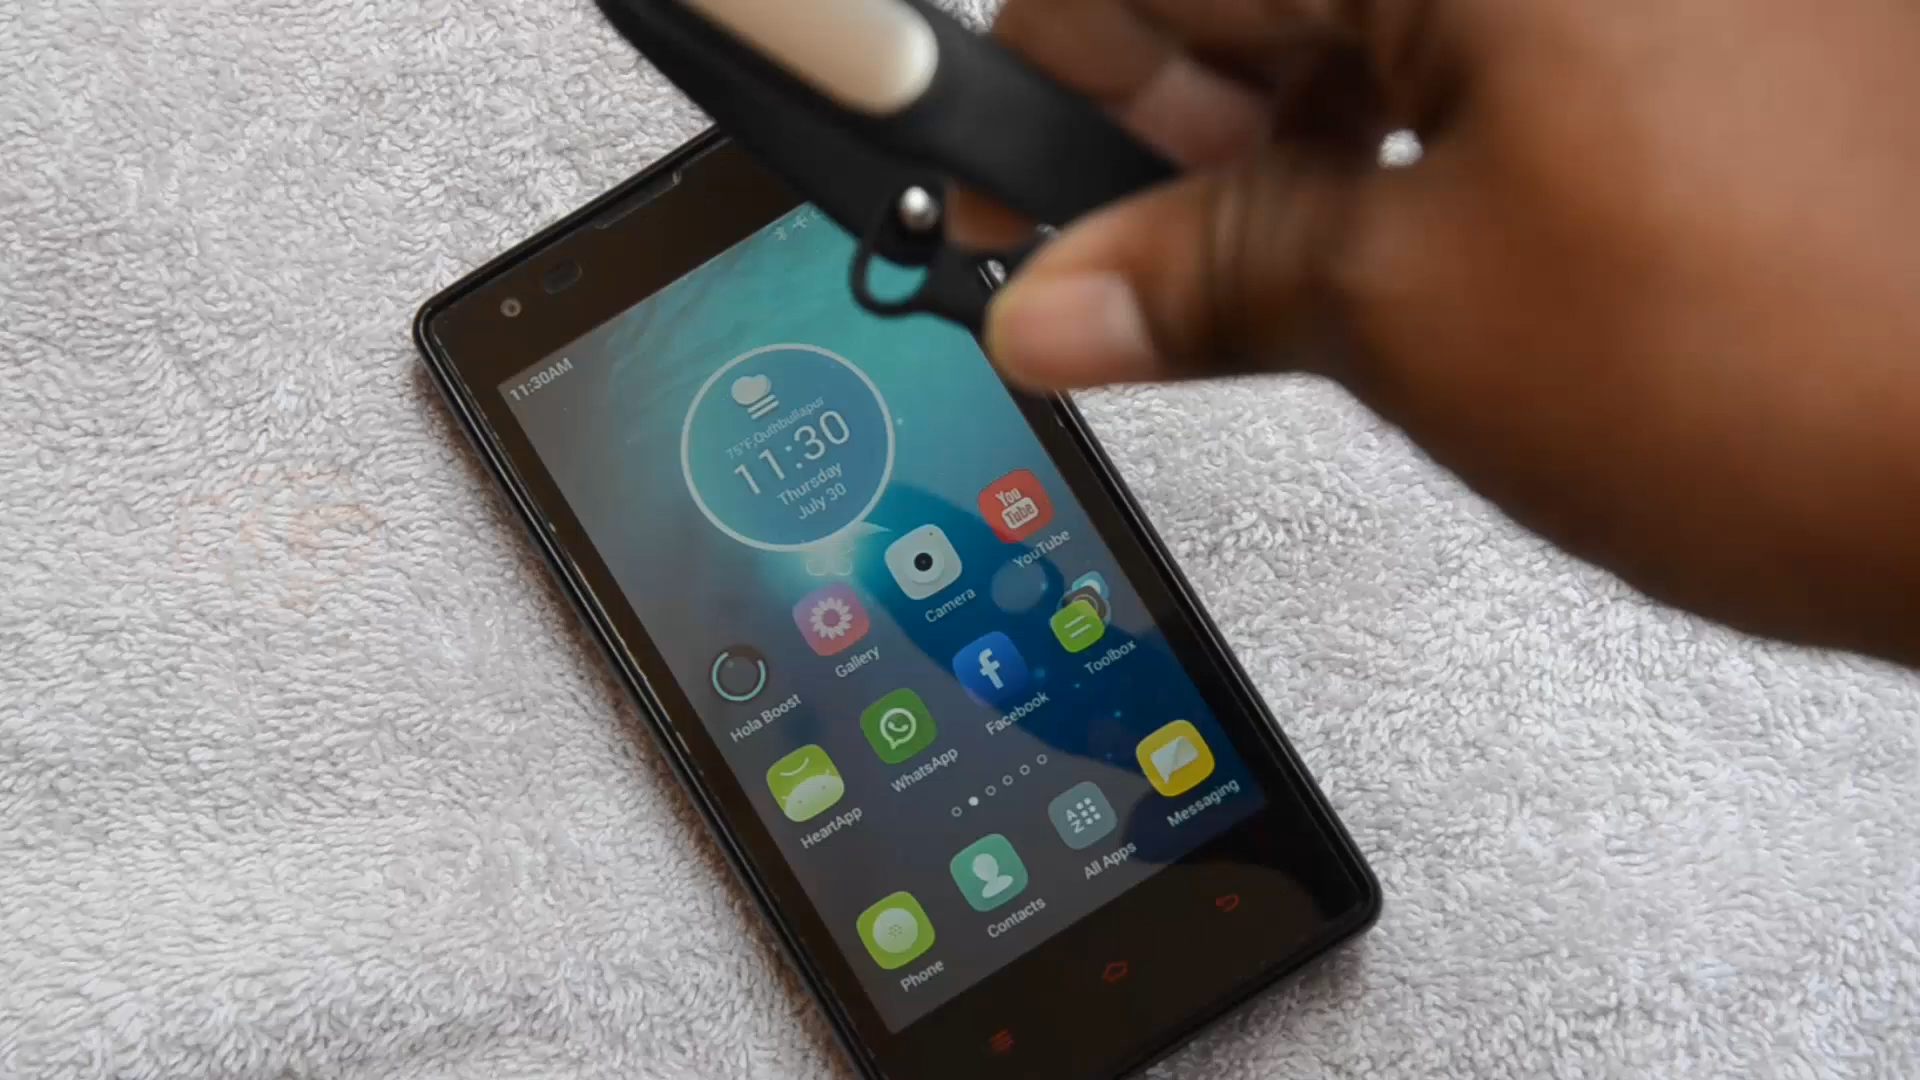 11:30AM
75°F, Quthbullapur
11:30
Thursday
July 30
You
Tube
YouTube
Camera
Gallery
Hola Boost
Toolbox
Facebook
WhatsApp
HeartApp
Messaging
A
Z
All Apps
Contacts
Phone